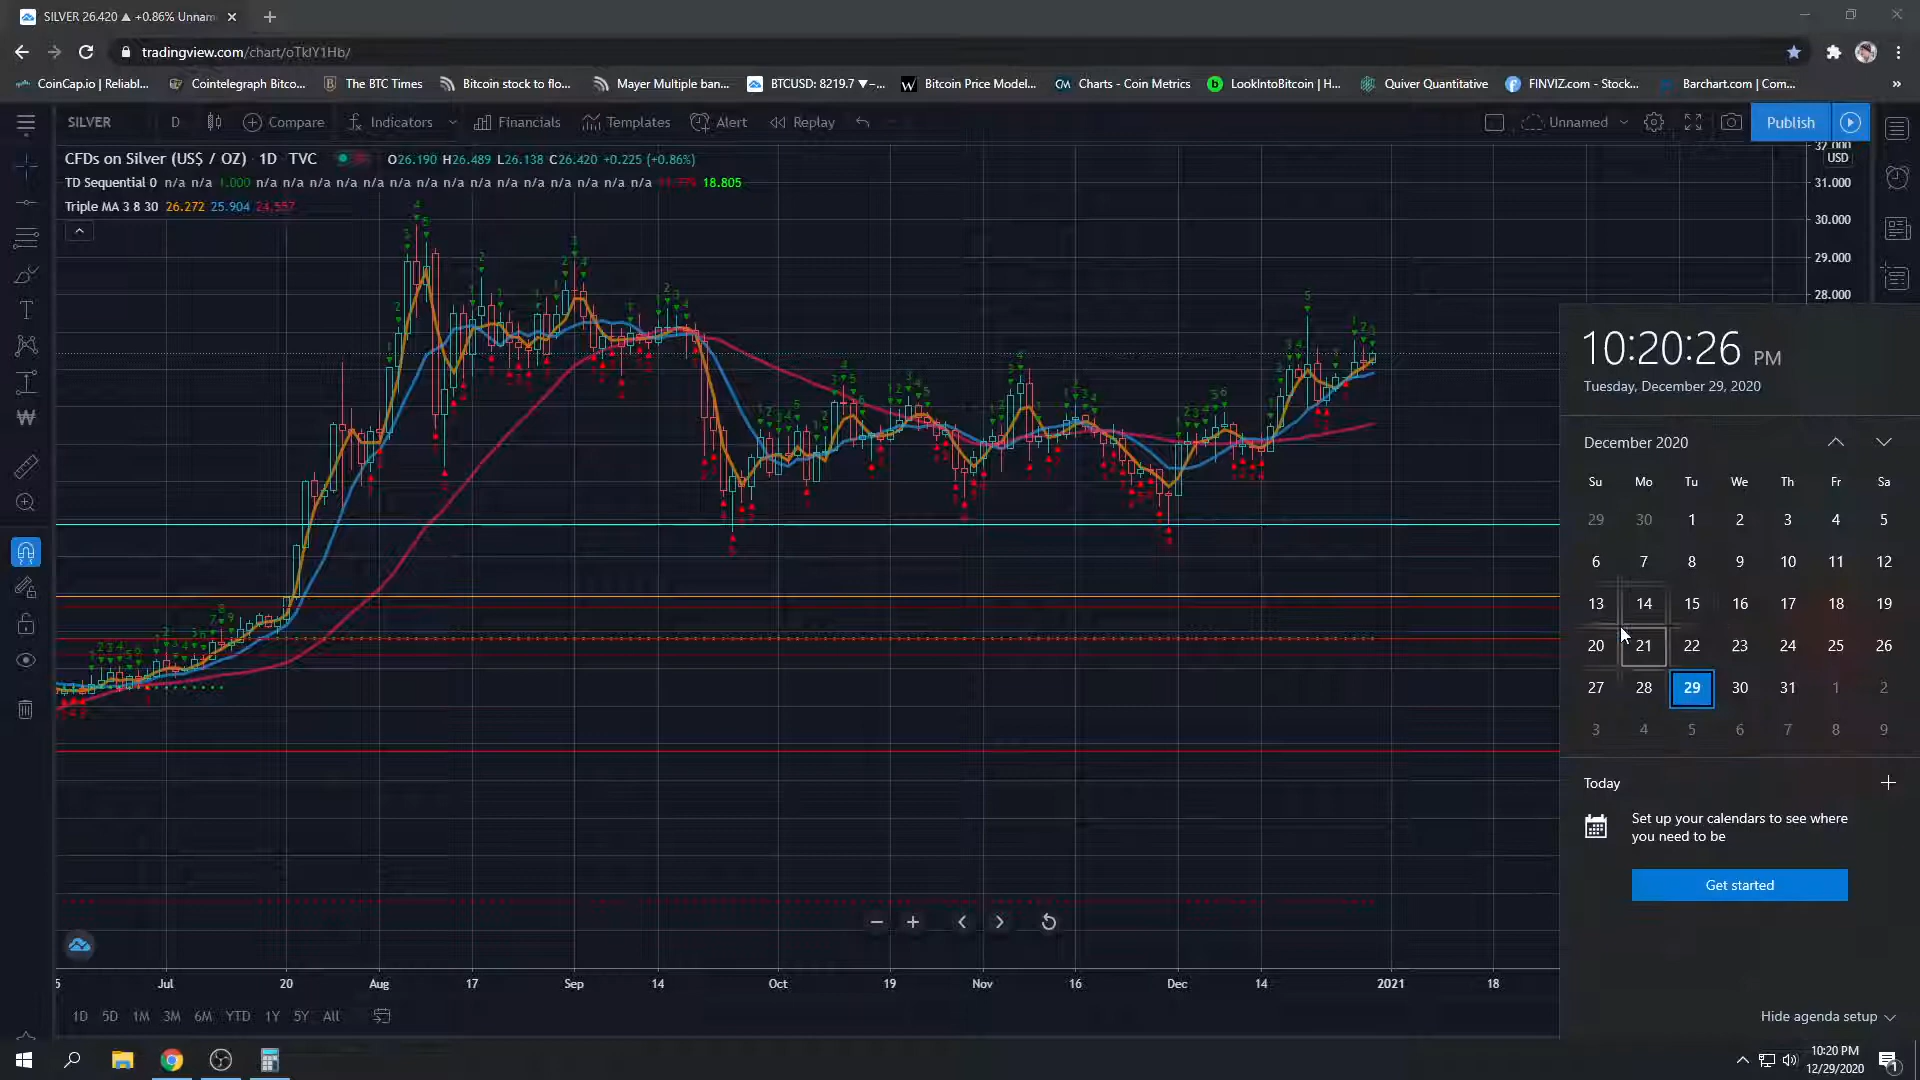 SILVER 26.420 ▲ +0.86% Unnam
tradingview.com/chart/oTkIY1Hb/
CoinCap.io | Reliabl... Cointelegraph Bitco... The BTC Times Bitcoin stock to flo... Mayer Multiple ban... BTCUSD: 8219.7 ▼−... Bitcoin Price Model... Charts - Coin Metrics LookIntoBitcoin | H... Quiver Quantitative FINVIZ.com - Stock... Barchart.com | Com... »
SILVER D Compare Indicators Financials Templates Alert Replay Unnamed Publish
CFDs on Silver (US$ / OZ) · 1D · TVC O26.190 H26.489 L26.138 C26.420 +0.225 (+0.86%)
TD Sequential 0 n/a n/a 1.000 n/a n/a n/a n/a n/a n/a n/a n/a n/a n/a n/a n/a n/a n/a n/a 18.805
Triple MA 3 8 30 26.272 25.904 24.557
37.000
USD
31.000
30.000
29.000
28.000
10:20:26 PM
Tuesday, December 29, 2020
December 2020
Su Mo Tu We Th Fr Sa
29 30 1 2 3 4 5
6 7 8 9 10 11 12
13 14 15 16 17 18 19
20 21 22 23 24 25 26
27 28 29 30 31 1 2
3 4 5 6 7 8 9
Today
Set up your calendars to see where
you need to be
Get started
Hide agenda setup
5 Jul 20 Aug 17 Sep 14 Oct 19 Nov 16 Dec 14 2021 18
1D 5D 1M 3M 6M YTD 1Y 5Y All
10:20 PM
12/29/2020
1